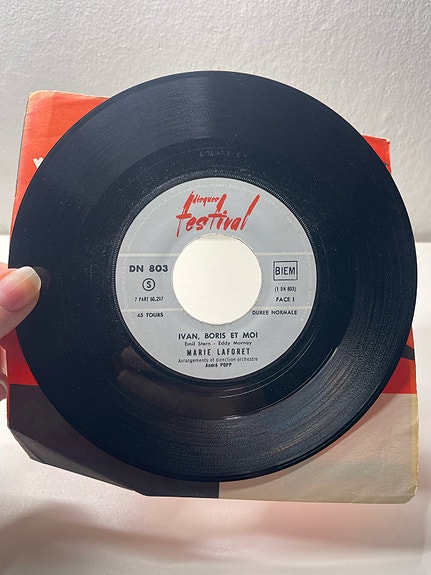 disques
festival
DN 803
S
7 PART 60.297
45 TOURS
BIEM
(1 DN 803)
FACE I
DUREE NORMALE
IVAN, BORIS ET MOI
Emil Stern - Eddy Marnay
MARIE LAFORET
Arrangements et direction orchestre
André POPP